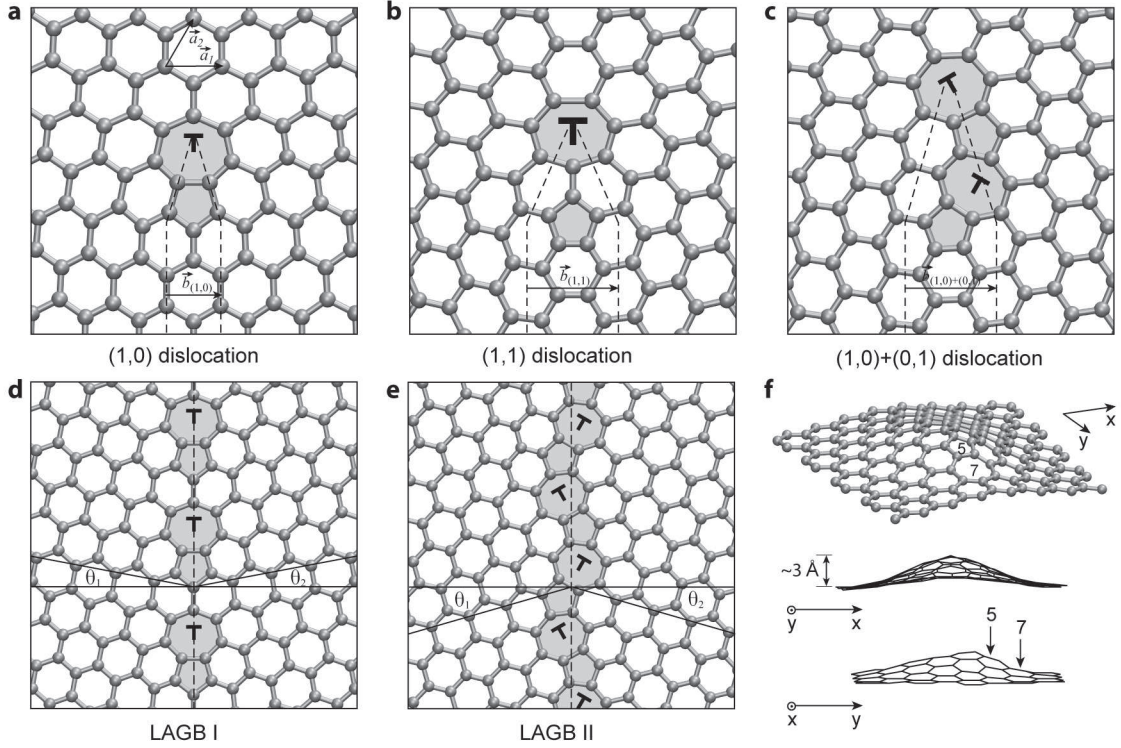 a
b
c
a₂
a₁
b(1,0)
b(1,1)
(1,0)+(0,1)
(1,0) dislocation
(1,1) dislocation
(1,0)+(0,1) dislocation
d
e
f
x
y
5
7
θ₁
θ₂
θ₁
θ₂
~3 Å
y
x
5
7
x
y
LAGB I
LAGB II